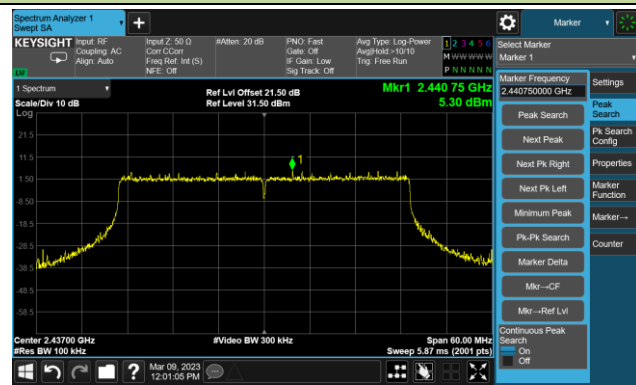 Spectrum Analyzer 1
Swept SA
+
Marker
KEYSIGHT
Input: RF
Coupling: AC
Align: Auto
Input Z: 50 Ω
Corr CCorr
Freq Ref: Int (S)
NFE: Off
#Atten: 20 dB
PNO: Fast
Gate: Off
IF Gain: Low
Sig Track: Off
Avg Type: Log-Power
Avg|Hold:>10/10
Trig: Free Run
1 2 3 4 5 6
M W W W W W
P N N N N N
LV
Select Marker
Marker 1
1 Spectrum
Scale/Div 10 dB
Log
Ref Lvl Offset 21.50 dB
Ref Level 31.50 dBm
Mkr1 2.440 75 GHz
5.30 dBm
21.5
11.5
1.50
-8.50
-18.5
-28.5
-38.5
-48.5
-58.5
1
Center 2.43700 GHz
#Res BW 100 kHz
#Video BW 300 kHz
Span 60.00 MHz
Sweep 5.87 ms (2001 pts)
Marker Frequency
2.440750000 GHz
Peak Search
Next Peak
Next Pk Right
Next Pk Left
Minimum Peak
Pk-Pk Search
Marker Delta
Mkr→CF
Mkr→Ref Lvl
Continuous Peak
Search
On
Off
Settings
Peak
Search
Pk Search
Config
Properties
Marker
Function
Marker→
Counter
?
Mar 09, 2023
12:01:05 PM